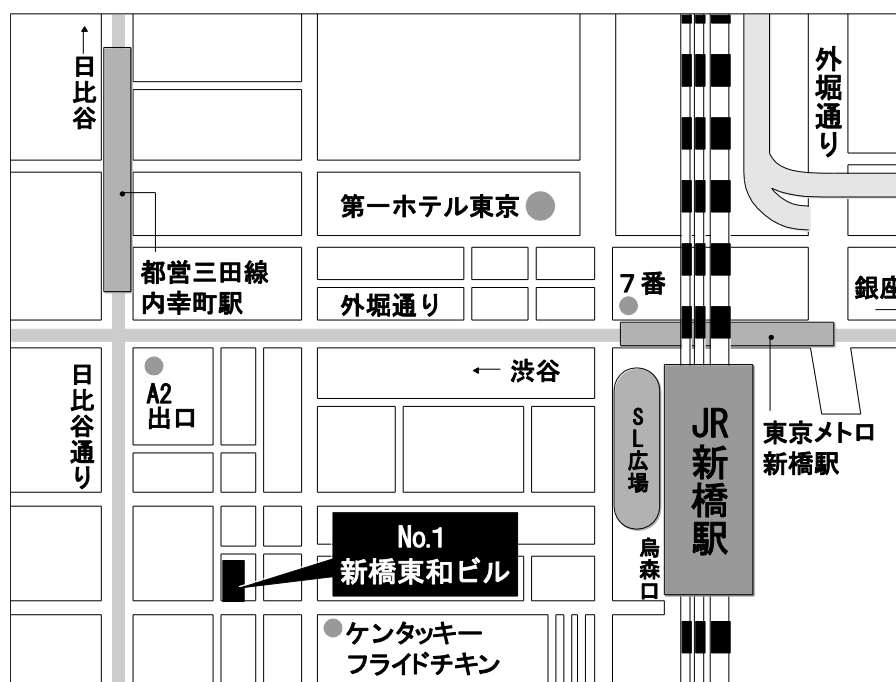 ↑
日比谷
外堀通り
第一ホテル東京
都営三田線
内幸町駅
7番
外堀通り
銀座
←渋谷
日比谷通り
A2
出口
SL広場
JR新橋駅
東京メトロ
新橋駅
No.1
新橋東和ビル
烏森口
ケンタッキー
フライドチキン